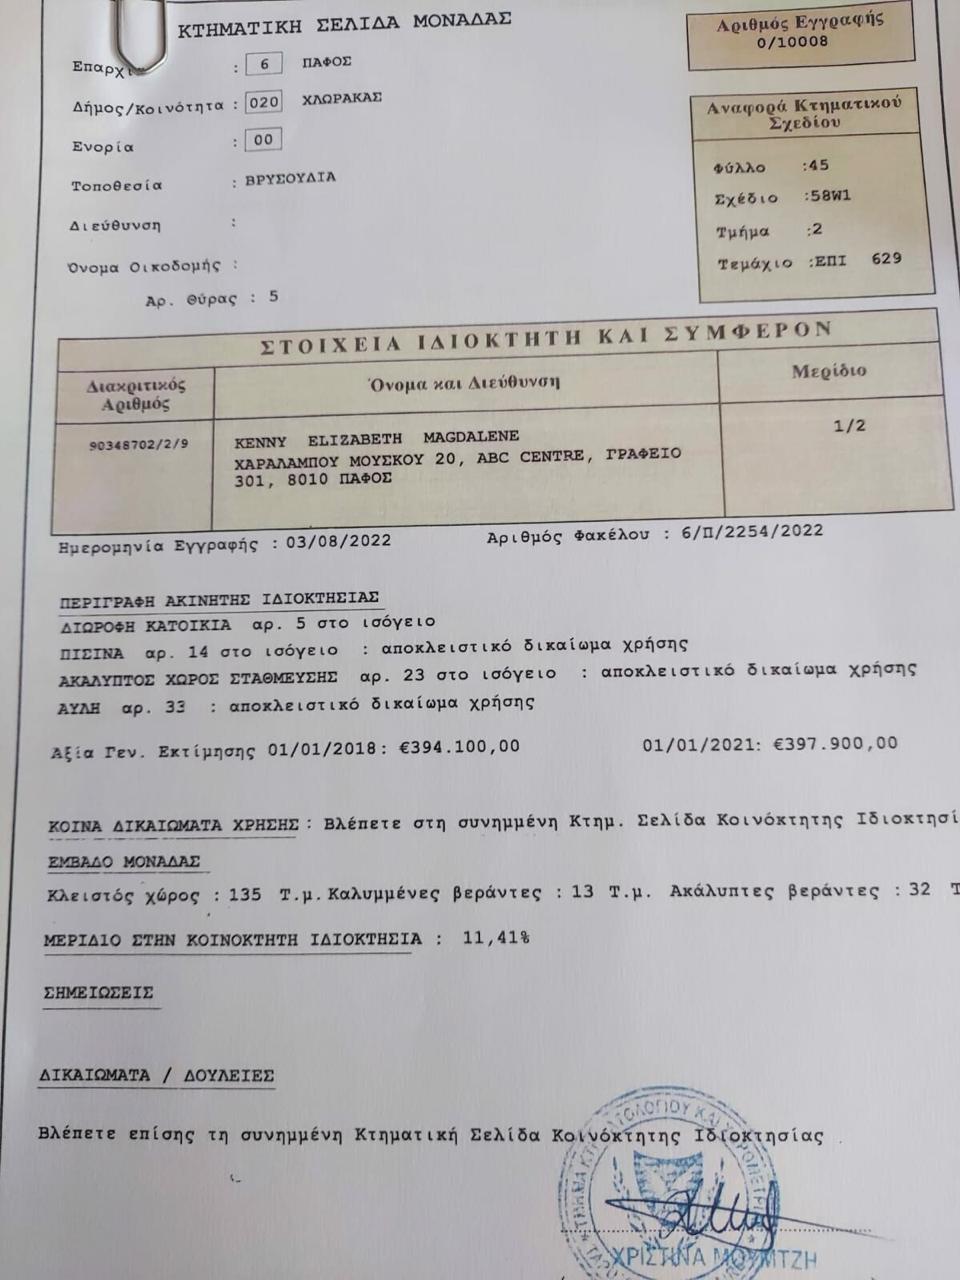 ΚΤΗΜΑΤΙΚΗ ΣΕΛΙΔΑ ΜΟΝΑΔΑΣ
Αριθμός Εγγραφής
0/10008
: 6 ΠΑΦΟΣ
Δήμος/Κοινότητα : 020 ΧΛΩΡΑΚΑΣ
Ενορία : 00
Τοποθεσία : ΒΡΥΣΟΥΔΙΑ
Διεύθυνση :
Όνομα Οικοδομής :
Αρ. Θύρας : 5
Αναφορά Κτηματικού
Σχεδίου
Φύλλο :45
Σχέδιο :58W1
Τμήμα :2
Τεμάχιο :ΕΠΙ 629
ΣΤΟΙΧΕΙΑ ΙΔΙΟΚΤΗΤΗ ΚΑΙ ΣΥΜΦΕΡΟΝ
Διακριτικός
Αριθμός
Όνομα και Διεύθυνση
Μερίδιο
90348702/2/9
KENNY ELIZABETH MAGDALENE
ΧΑΡΑΛΑΜΠΟΥ ΜΟΥΣΚΟΥ 20, ABC CENTRE, ΓΡΑΦΕΙΟ
301, 8010 ΠΑΦΟΣ
1/2
Ημερομηνία Εγγραφής : 03/08/2022 Αριθμός Φακέλου : 6/Π/2254/2022
ΠΕΡΙΓΡΑΦΗ ΑΚΙΝΗΤΗΣ ΙΔΙΟΚΤΗΣΙΑΣ
ΔΙΩΡΟΦΗ ΚΑΤΟΙΚΙΑ αρ. 5 στο ισόγειο
ΠΙΣΙΝΑ αρ. 14 στο ισόγειο : αποκλειστικό δικαίωμα χρήσης
ΑΚΑΛΥΠΤΟΣ ΧΩΡΟΣ ΣΤΑΘΜΕΥΣΗΣ αρ. 23 στο ισόγειο : αποκλειστικό δικαίωμα χρήσης
ΑΥΛΗ αρ. 33 : αποκλειστικό δικαίωμα χρήσης
Αξία Γεν. Εκτίμησης 01/01/2018: €394.100,00 01/01/2021: €397.900,00
ΚΟΙΝΑ ΔΙΚΑΙΩΜΑΤΑ ΧΡΗΣΗΣ : Βλέπετε στη συνημμένη Κτημ. Σελίδα Κοινόκτητης Ιδιοκτησί
ΕΜΒΑΔΟ ΜΟΝΑΔΑΣ
Κλειστός χώρος : 135 Τ.μ. Καλυμμένες βεράντες : 13 Τ.μ. Ακάλυπτες βεράντες : 32 Τ
ΜΕΡΙΔΙΟ ΣΤΗΝ ΚΟΙΝΟΚΤΗΤΗ ΙΔΙΟΚΤΗΣΙΑ : 11,41%
ΣΗΜΕΙΩΣΕΙΣ
ΔΙΚΑΙΩΜΑΤΑ / ΔΟΥΛΕΙΕΣ
Βλέπετε επίσης τη συνημμένη Κτηματική Σελίδα Κοινόκτητης Ιδιοκτησίας
ΧΡΙΣΤΙΝΑ ΜΟΥΜΤΖΗ